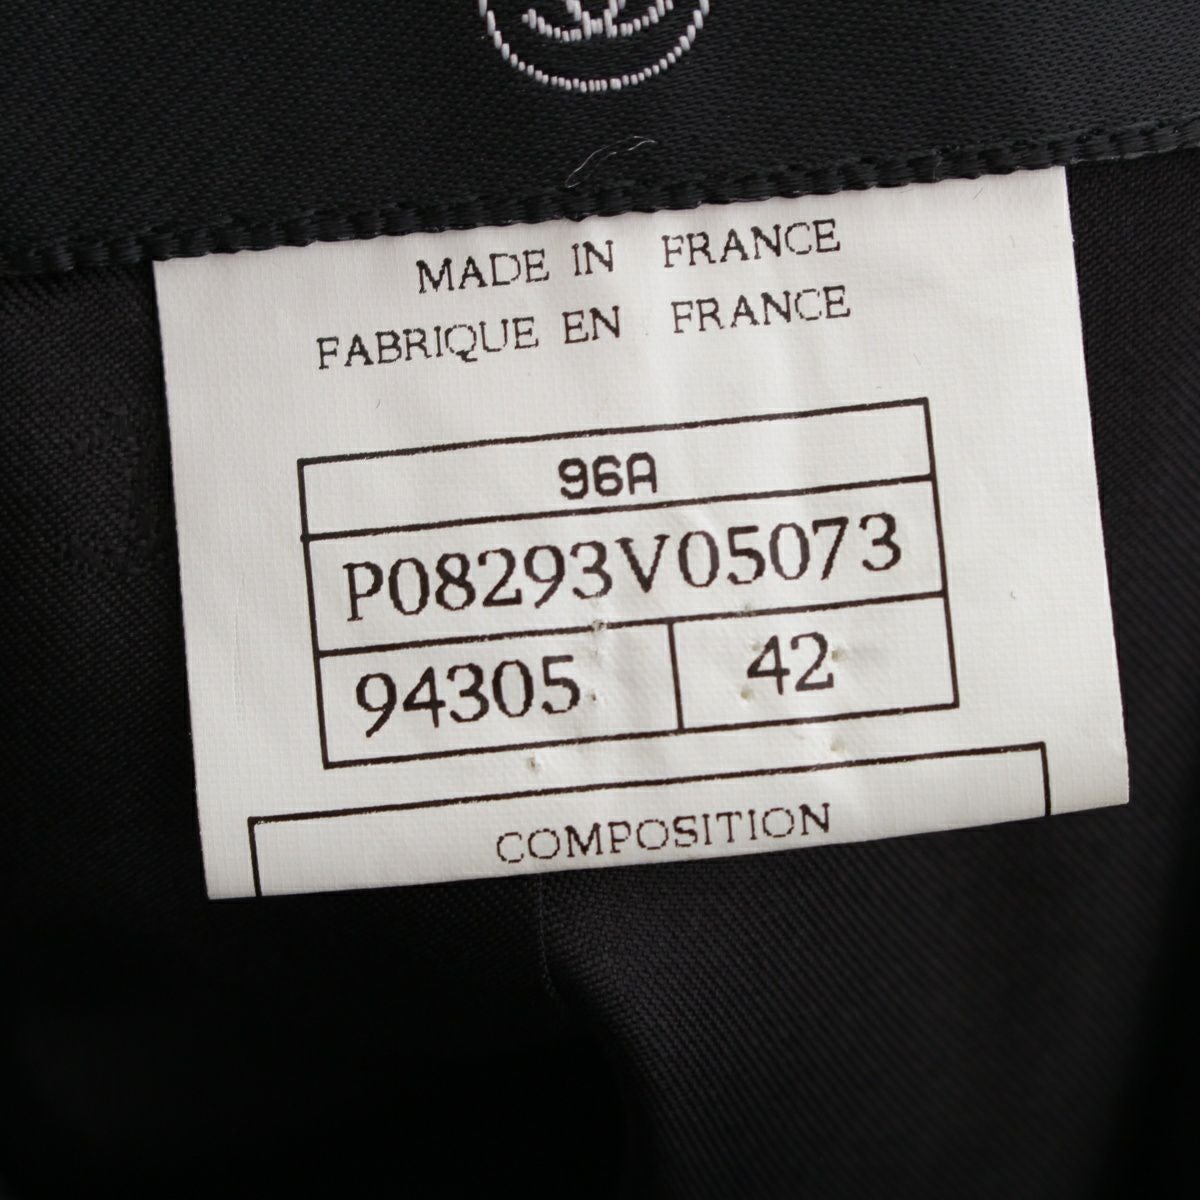 MADE IN FRANCE
FABRIQUE EN FRANCE
96A
P08293V05073
94305 42
COMPOSITION